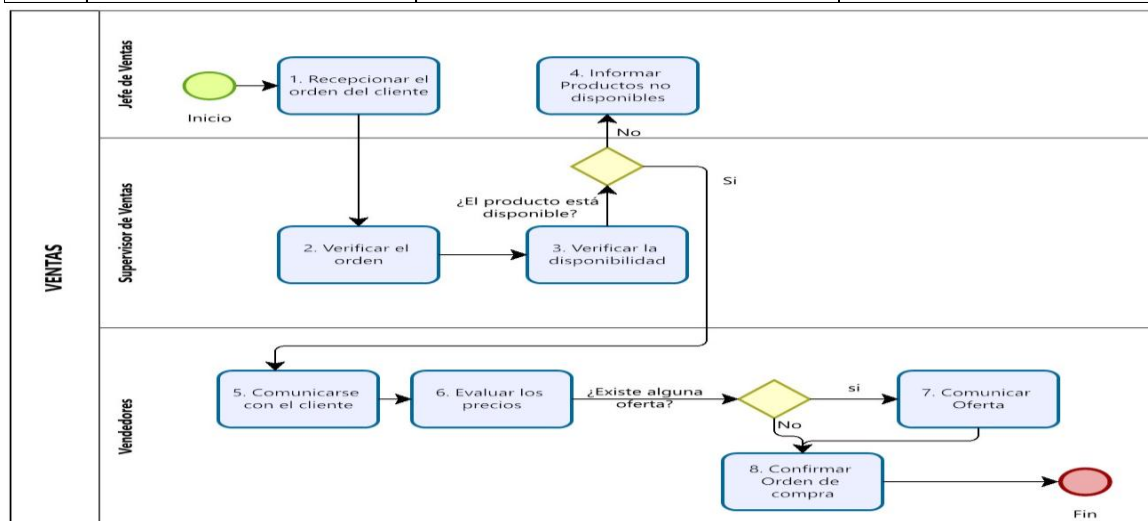 VENTAS
Jefe de Ventas
Inicio
1. Recepcionar el
orden del cliente
4. Informar
Productos no
disponibles
No
Supervisor de Ventas
Si
¿El producto está
disponible?
2. Verificar el
orden
3. Verificar la
disponibilidad
Vendedores
5. Comunicarse
con el cliente
6. Evaluar los
precios
¿Existe alguna
oferta?
si
7. Comunicar
Oferta
No
8. Confirmar
Orden de
compra
Fin